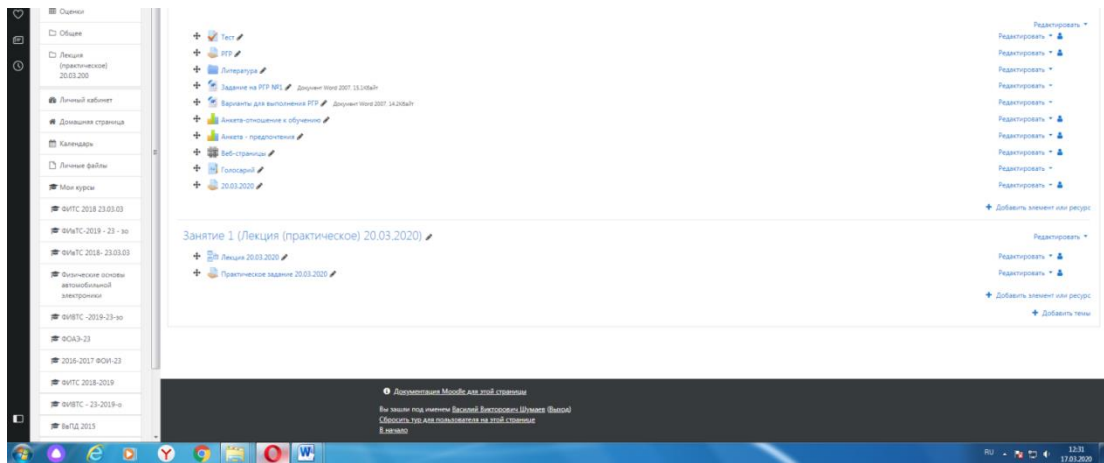 Оценки
Общее
Лекция
(практическое)
20.03.200
Личный кабинет
Домашняя страница
Календарь
Личные файлы
Мои курсы
ФИТС 2018 23.03.03
ФИвТС-2019 - 23 - зо
ФИвТС 2018- 23.03.03
Физические основы
автомобильной
электроники
ФИВТС -2019-23-зо
ФОАЭ-23
2016-2017 ФОИ-23
ФИТС 2018-2019
ФИВТС - 23-2019-о
ВвПД 2015
Редактировать
Тест Редактировать
РГР Редактировать
Литература Редактировать
Задание на РГР №1 Документ Word 2007, 15.1Кбайт Редактировать
Варианты для выполнения РГР Документ Word 2007, 14.2Кбайт Редактировать
Анкета-отношение к обучению Редактировать
Анкета - предпочтения Редактировать
Веб-страницы Редактировать
Голосарий Редактировать
20.03.2020 Редактировать
Добавить элемент или ресурс
Занятие 1 (Лекция (практическое) 20.03.2020) Редактировать
Лекция 20.03.2020 Редактировать
Практическое задание 20.03.2020 Редактировать
Добавить элемент или ресурс
Добавить темы
Документация Moodle для этой страницы
Вы зашли под именем Василий Викторович Шумаев (Выход)
Сбросить тур для пользователя на этой странице
В начало
RU 12:31
17.03.2020